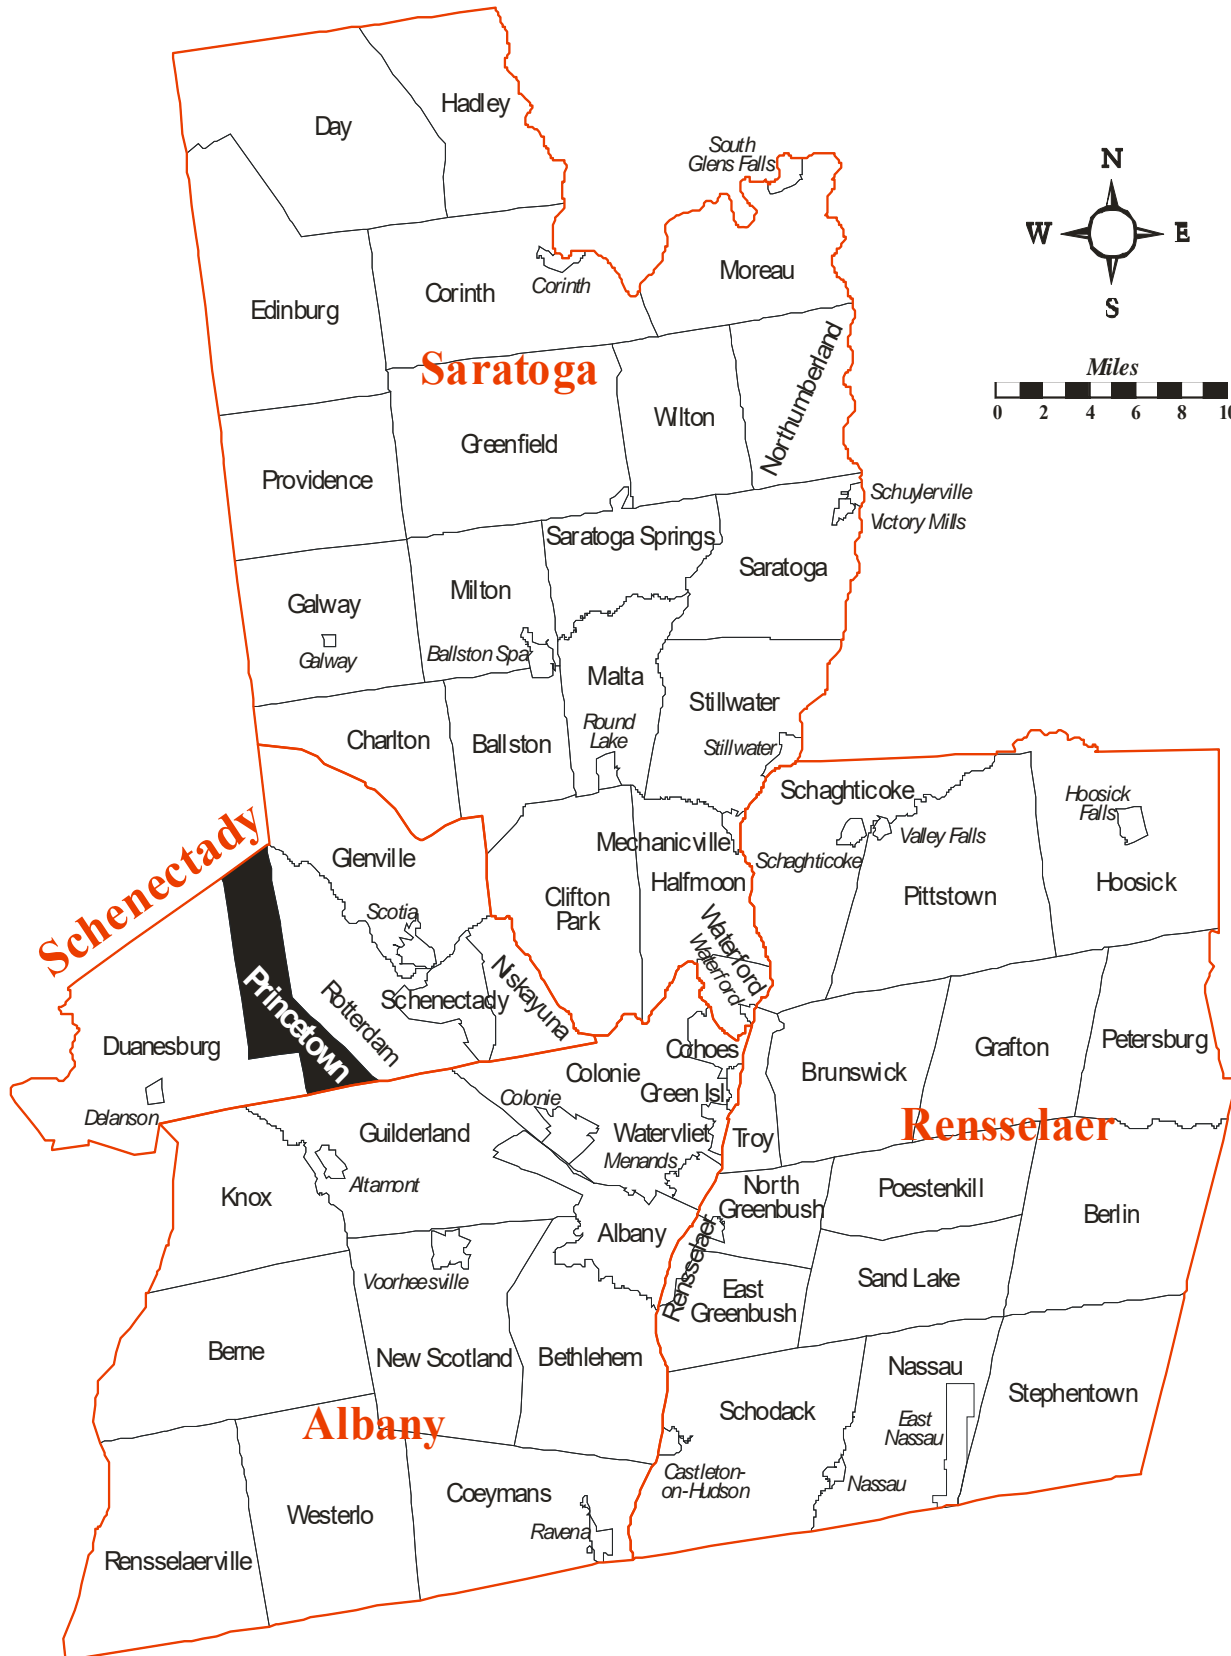 Hadley
Day
South
Glens Falls
N
W
E
S
Moreau
Corinth
Corinth
Edinburg
Northumberland
Miles
0 2 4 6 8 10
Saratoga
Wilton
Greenfield
Providence
Schuylerville
Victory Mills
Saratoga Springs
Saratoga
Milton
Galway
Galway
Ballston Spa
Malta
Stillwater
Round
Lake
Stillwater
Charlton
Ballston
Schaghticoke
Hoosick
Falls
Mechanicville
Valley Falls
Schaghticoke
Schenectady
Glenville
Halfmoon
Hoosick
Pittstown
Clifton
Park
Scotia
Waterford
Waterford
Niskayuna
Schenectady
Princetown
Rotterdam
Duanesburg
Cohoes
Grafton
Petersburg
Brunswick
Colonie
Green Isl.
Colonie
Delanson
Guilderland
Watervliet
Troy
Rensselaer
Menands
Altamont
Knox
North
Greenbush
Poestenkill
Berlin
Albany
Rensselaer
Voorheesville
Sand Lake
East
Greenbush
Berne
New Scotland
Bethlehem
Nassau
Stephentown
Schodack
Albany
East
Nassau
Castleton-
on-Hudson
Nassau
Coeymans
Westerlo
Ravena
Rensselaerville